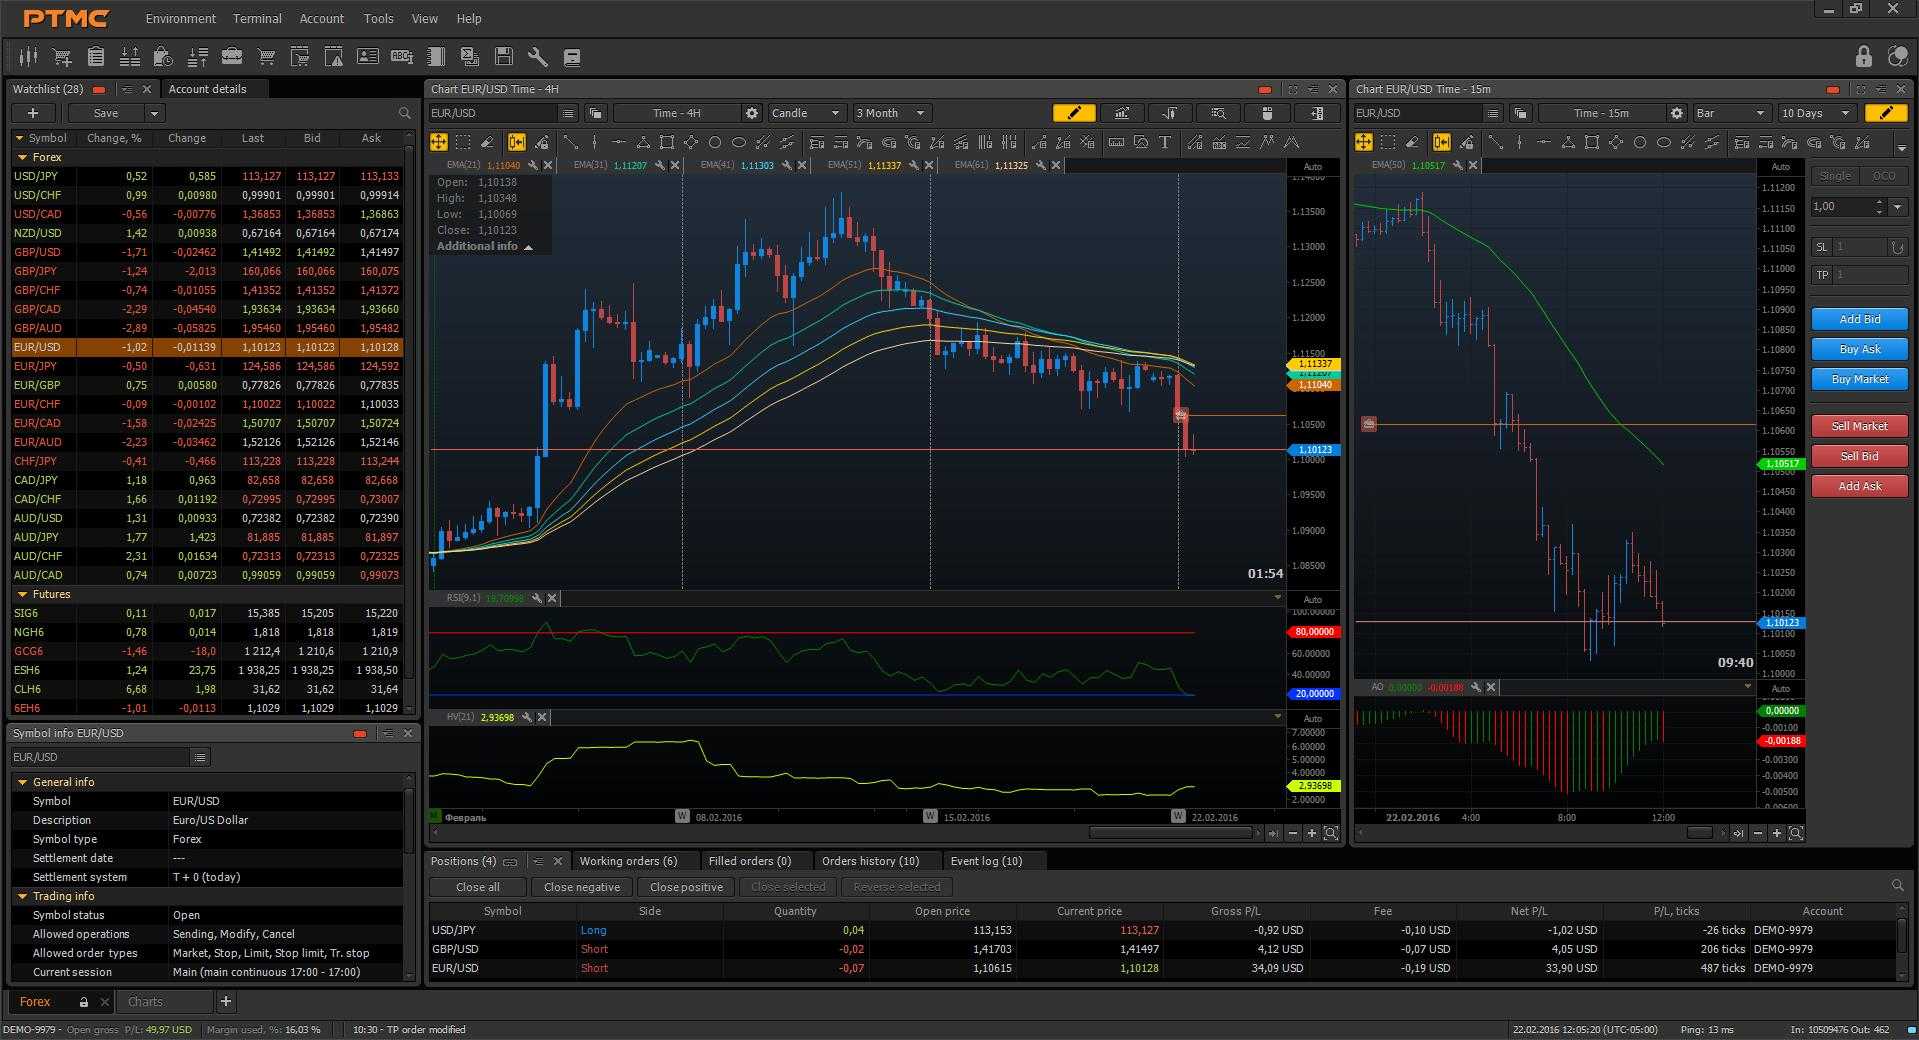 PTMC Environment Terminal Account Tools View Help
Watchlist (28) Account details
Save
Symbol Change, % Change Last Bid Ask
Forex
USD/JPY 0,52 0,585 113,127 113,127 113,133
USD/CHF 0,99 0,00980 0,99901 0,99901 0,99914
USD/CAD -0,56 -0,00776 1,36853 1,36853 1,36863
NZD/USD 1,42 0,00938 0,67164 0,67164 0,67174
GBP/USD -1,71 -0,02462 1,41492 1,41492 1,41497
GBP/JPY -1,24 -2,013 160,066 160,066 160,075
GBP/CHF -0,74 -0,01055 1,41352 1,41352 1,41372
GBP/CAD -2,29 -0,04540 1,93634 1,93634 1,93660
GBP/AUD -2,89 -0,05825 1,95460 1,95460 1,95482
EUR/USD -1,02 -0,01139 1,10123 1,10123 1,10128
EUR/JPY -0,50 -0,631 124,586 124,586 124,592
EUR/GBP 0,75 0,00580 0,77826 0,77826 0,77835
EUR/CHF -0,09 -0,00102 1,10022 1,10022 1,10033
EUR/CAD -1,58 -0,02425 1,50707 1,50707 1,50724
EUR/AUD -2,23 -0,03462 1,52126 1,52126 1,52146
CHF/JPY -0,41 -0,466 113,228 113,228 113,244
CAD/JPY 1,18 0,963 82,658 82,658 82,668
CAD/CHF 1,66 0,01192 0,72995 0,72995 0,73007
AUD/USD 1,31 0,00933 0,72382 0,72382 0,72390
AUD/JPY 1,77 1,423 81,885 81,885 81,897
AUD/CHF 2,31 0,01634 0,72313 0,72313 0,72325
AUD/CAD 0,74 0,00723 0,99059 0,99059 0,99073
Futures
SIG6 0,11 0,017 15,385 15,205 15,220
NGH6 0,78 0,014 1,818 1,818 1,819
GCG6 -1,46 -18,0 1 212,4 1 210,6 1 210,9
ESH6 1,24 23,75 1 938,25 1 938,25 1 938,50
CLH6 6,68 1,98 31,62 31,62 31,64
6EH6 -1,01 -0,0113 1,1029 1,1029 1,1029
Symbol info EUR/USD
EUR/USD
General info
Symbol EUR/USD
Description Euro/US Dollar
Symbol type Forex
Settlement date ---
Settlement system T + 0 (today)
Trading info
Symbol status Open
Allowed operations Sending, Modify, Cancel
Allowed order types Market, Stop, Limit, Stop limit, Tr. stop
Current session Main (main continuous 17:00 - 17:00)
Chart EUR/USD Time - 4H
EUR/USD Time - 4H Candle 3 Month
EMA(21) 1,11040 EMA(31) 1,11207 EMA(41) 1,11303 EMA(51) 1,11337 EMA(61) 1,11325 Auto
Open: 1,10138
High: 1,10348
Low: 1,10069
Close: 1,10123
Additional info
1.13500
1.13000
1.12500
1.12000
1.11500
1,11337
1,11040
1.10500
1,10123
1.10000
1.09500
1.09000
1.08500
01:54
RSI(9.1) 19,70998 Auto
100.00000
80,00000
60.00000
40.00000
20,00000
HV(21) 2,93698 Auto
7.00000
6.00000
5.00000
4.00000
2,93698
2.00000
M Февраль W 08.02.2016 W 15.02.2016 W 22.02.2016
Chart EUR/USD Time - 15m
EUR/USD Time - 15m Bar 10 Days
EMA(50) 1,10517 Auto
1.11200
1.11150
1.11100
1.11050
1.11000
1.10950
1.10900
1.10850
1.10800
1.10750
1.10700
1.10650
1.10600
1.10550
1,10517
1.10500
1.10450
1.10400
1.10350
1.10300
1.10250
1.10200
1.10150
1,10123
1.10100
1.10050
1.10000
09:40
AO 0,00000 -0,00188 Auto
0,00000
-0.00100
-0,00188
-0.00300
-0.00400
-0.00500
22.02.2016 4:00 8:00 12:00
Single OCO
1,00
SL 1
TP 1
Add Bid
Buy Ask
Buy Market
Sell Market
Sell Bid
Add Ask
Positions (4) Working orders (6) Filled orders (0) Orders history (10) Event log (10)
Close all Close negative Close positive Close selected Reverse selected
Symbol Side Quantity Open price Current price Gross P/L Fee Net P/L P/L, ticks Account
USD/JPY Long 0,04 113,153 113,127 -0,92 USD -0,10 USD -1,02 USD -26 ticks DEMO-9979
GBP/USD Short -0,02 1,41703 1,41497 4,12 USD -0,07 USD 4,05 USD 206 ticks DEMO-9979
EUR/USD Short -0,07 1,10615 1,10128 34,09 USD -0,19 USD 33,90 USD 487 ticks DEMO-9979
Forex Charts
DEMO-9979 - Open gross P/L: 49,97 USD Margin used, %: 16,03 % 10:30 - TP order modified 22.02.2016 12:05:20 (UTC-05:00) Ping: 13 ms In: 10509476 Out: 462